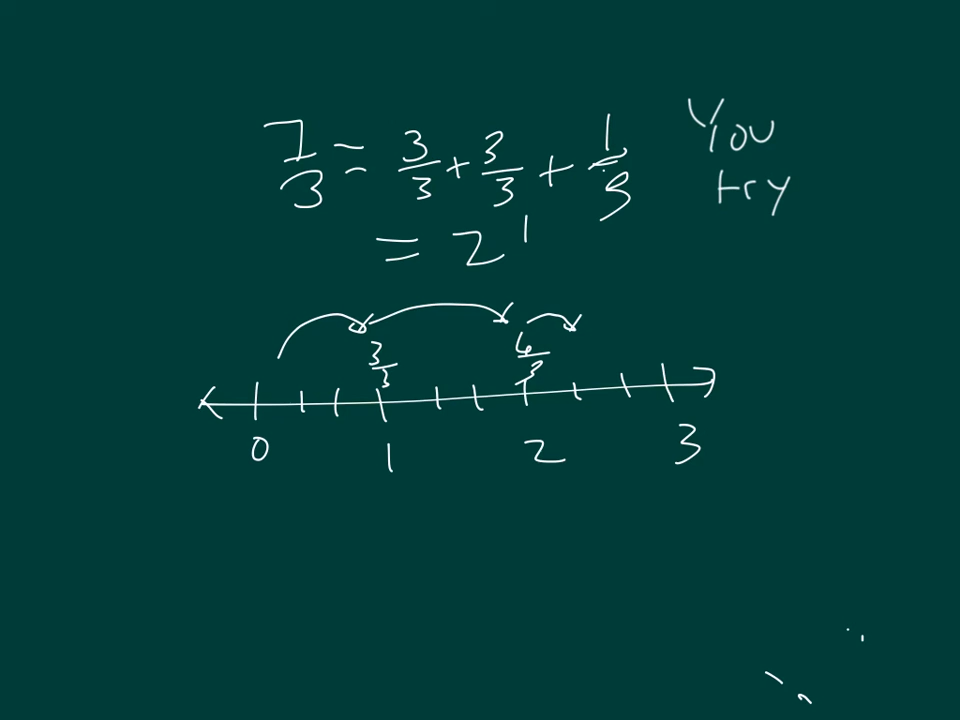 7/3 = 3/3 + 3/3 + 1/3
You try
= 2 1
3/3 6/3
0 1 2 3